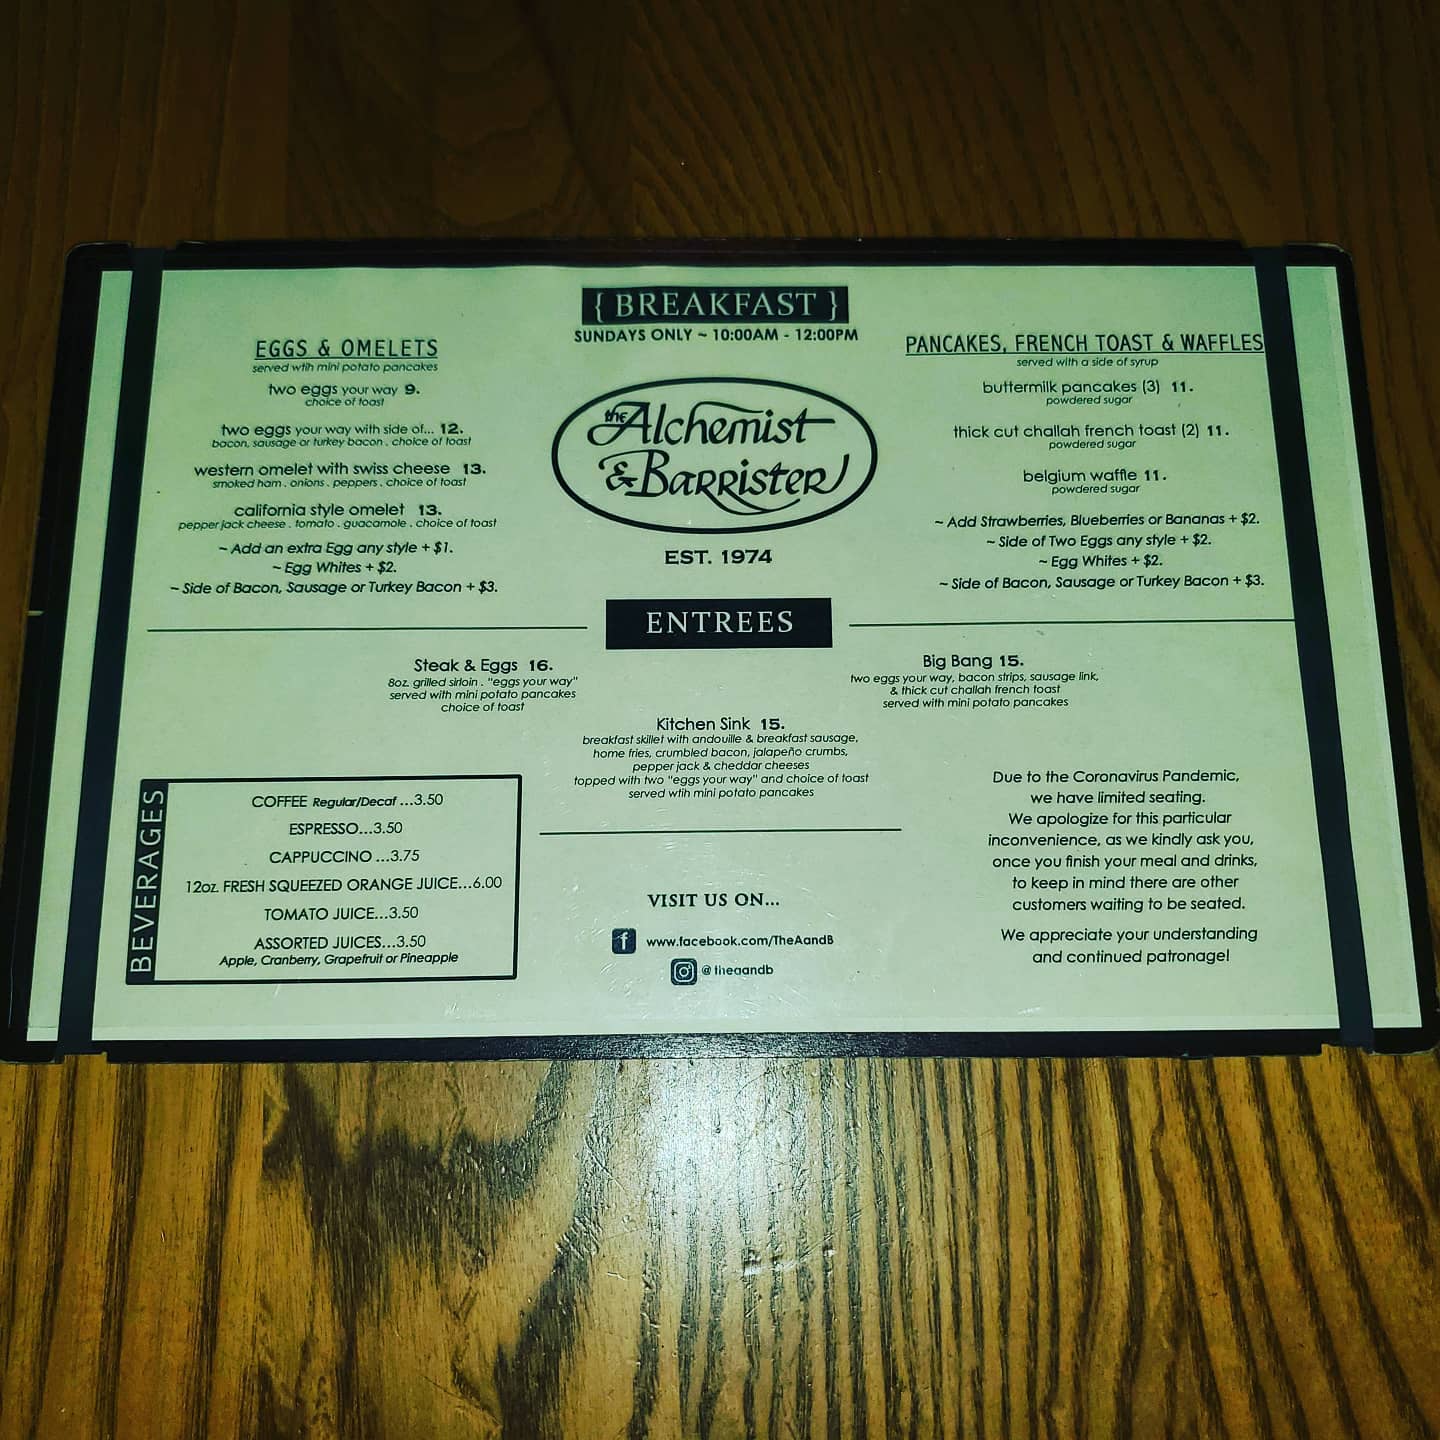 { BREAKFAST }
SUNDAYS ONLY ~ 10:00AM - 12:00PM
EGGS & OMELETS
served wtih mini potato pancakes
two eggs your way 9.
choice of toast
two eggs your way with side of... 12.
bacon, sausage or turkey bacon . choice of toast
western omelet with swiss cheese 13.
smoked ham . onions . peppers . choice of toast
california style omelet 13.
pepper jack cheese . tomato . guacamole . choice of toast
~ Add an extra Egg any style + $1.
~ Egg Whites + $2.
~ Side of Bacon, Sausage or Turkey Bacon + $3.
the Alchemist
& Barrister
EST. 1974
PANCAKES, FRENCH TOAST & WAFFLES
served with a side of syrup
buttermilk pancakes (3) 11.
powdered sugar
thick cut challah french toast (2) 11.
powdered sugar
belgium waffle 11.
powdered sugar
~ Add Strawberries, Blueberries or Bananas + $2.
~ Side of Two Eggs any style + $2.
~ Egg Whites + $2.
~ Side of Bacon, Sausage or Turkey Bacon + $3.
ENTREES
Steak & Eggs 16.
8oz. grilled sirloin . "eggs your way"
served with mini potato pancakes
choice of toast
Kitchen Sink 15.
breakfast skillet with andouille & breakfast sausage,
home fries, crumbled bacon, jalapeño crumbs,
pepper jack & cheddar cheeses
topped with two "eggs your way" and choice of toast
served wtih mini potato pancakes
Big Bang 15.
two eggs your way, bacon strips, sausage link,
& thick cut challah french toast
served with mini potato pancakes
BEVERAGES
COFFEE Regular/Decaf ...3.50
ESPRESSO...3.50
CAPPUCCINO ...3.75
12oz. FRESH SQUEEZED ORANGE JUICE...6.00
TOMATO JUICE...3.50
ASSORTED JUICES...3.50
Apple, Cranberry, Grapefruit or Pineapple
VISIT US ON...
f www.facebook.com/TheAandB
@theaandb
Due to the Coronavirus Pandemic,
we have limited seating.
We apologize for this particular
inconvenience, as we kindly ask you,
once you finish your meal and drinks,
to keep in mind there are other
customers waiting to be seated.
We appreciate your understanding
and continued patronage!